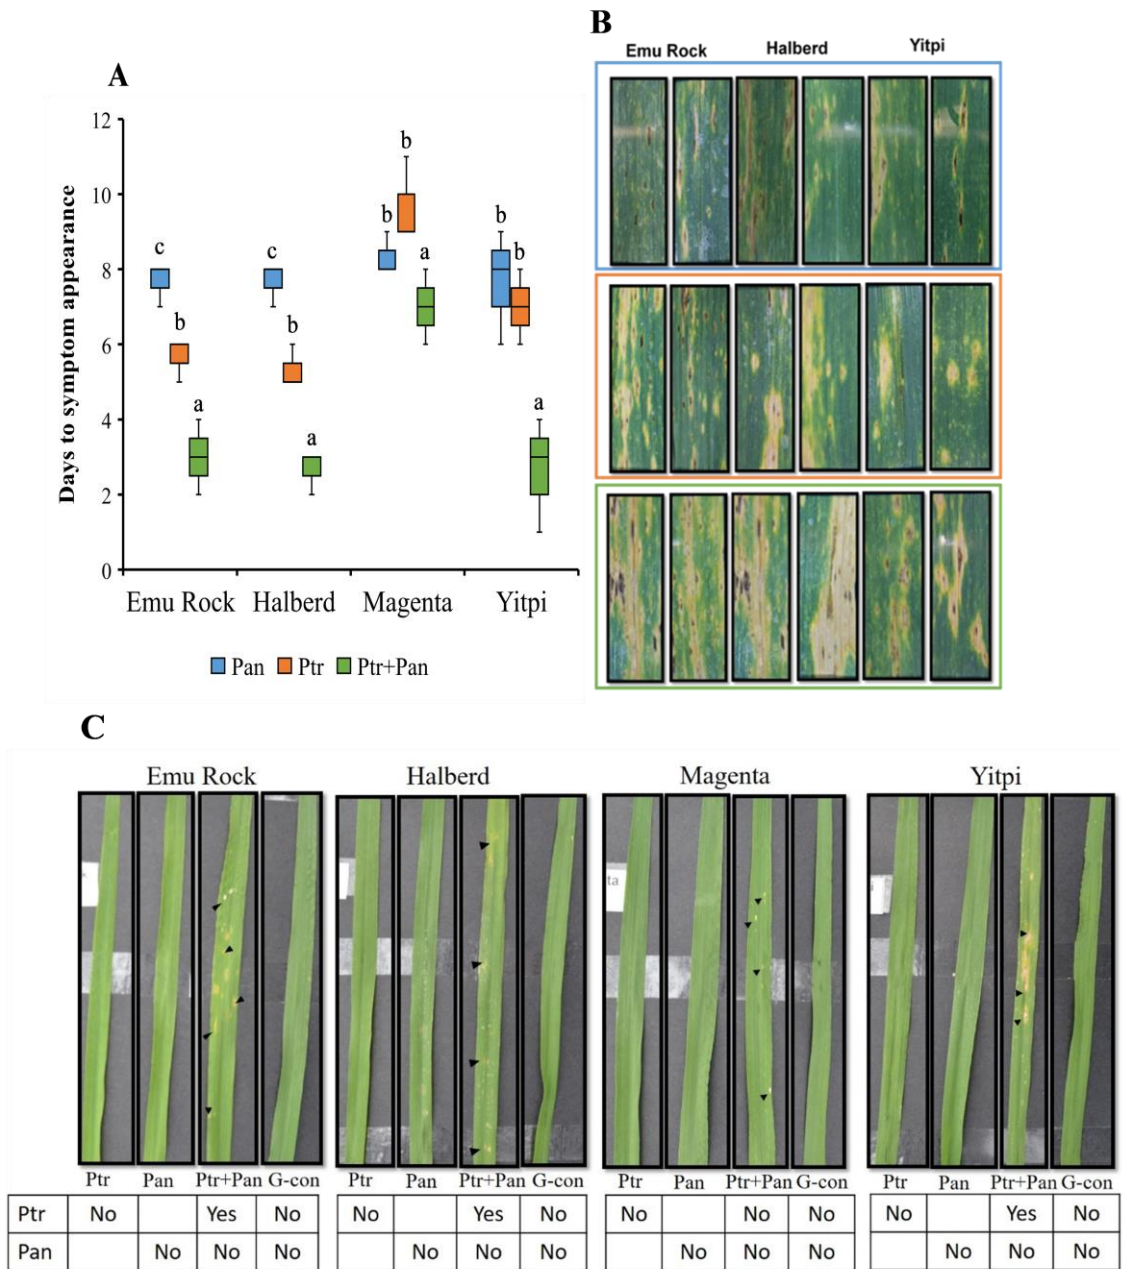 A
Days to symptom appearance
12
10
8
6
4
2
0
c
b
a
c
b
a
b
b
a
b
b
a
Emu Rock Halberd Magenta Yitpi
Pan Ptr Ptr+Pan
B
Emu Rock Halberd Yitpi
C
Emu Rock Halberd Magenta Yitpi
ta
i
Ptr Pan Ptr+Pan G-con Ptr Pan Ptr+Pan G-con Ptr Pan Ptr+Pan G-con Ptr Pan Ptr+Pan G-con
Ptr No Yes No No Yes No No No No No Yes No
Pan No No No No No No No No No No No No